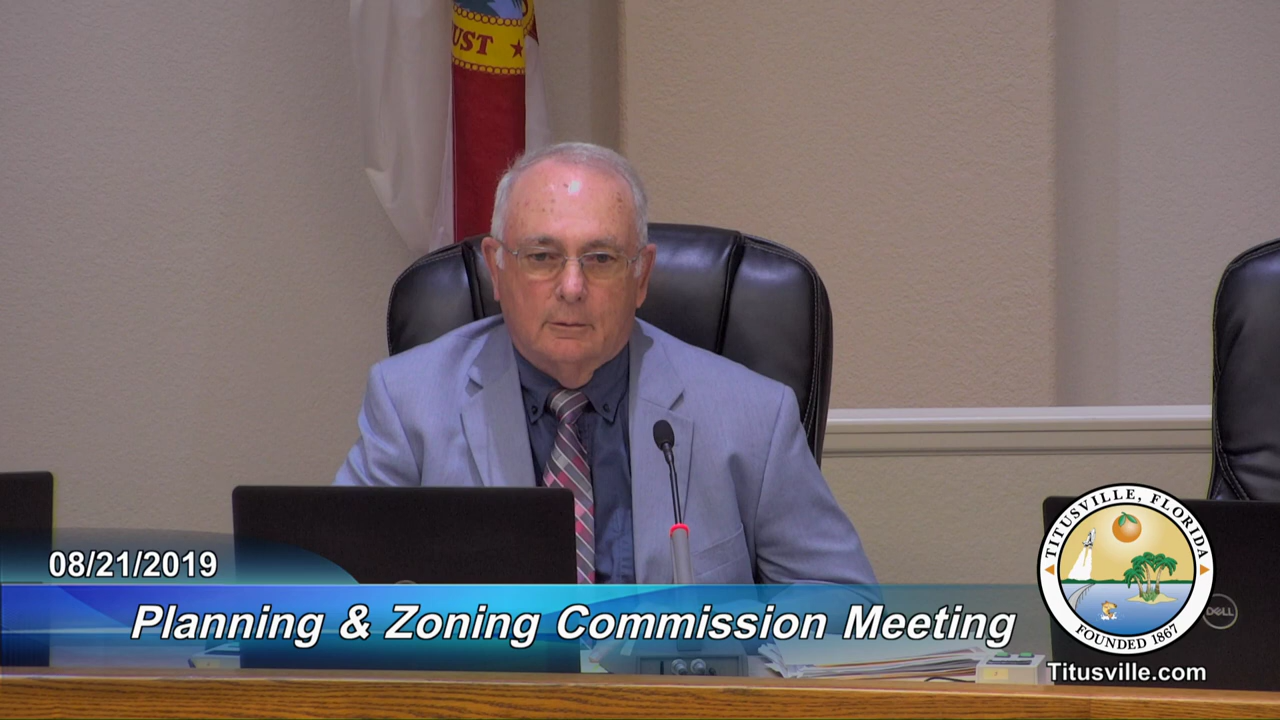 UST
08/21/2019
Planning & Zoning Commission Meeting
TITUSVILLE, FLORIDA
FOUNDED 1867
DELL
Titusville.com